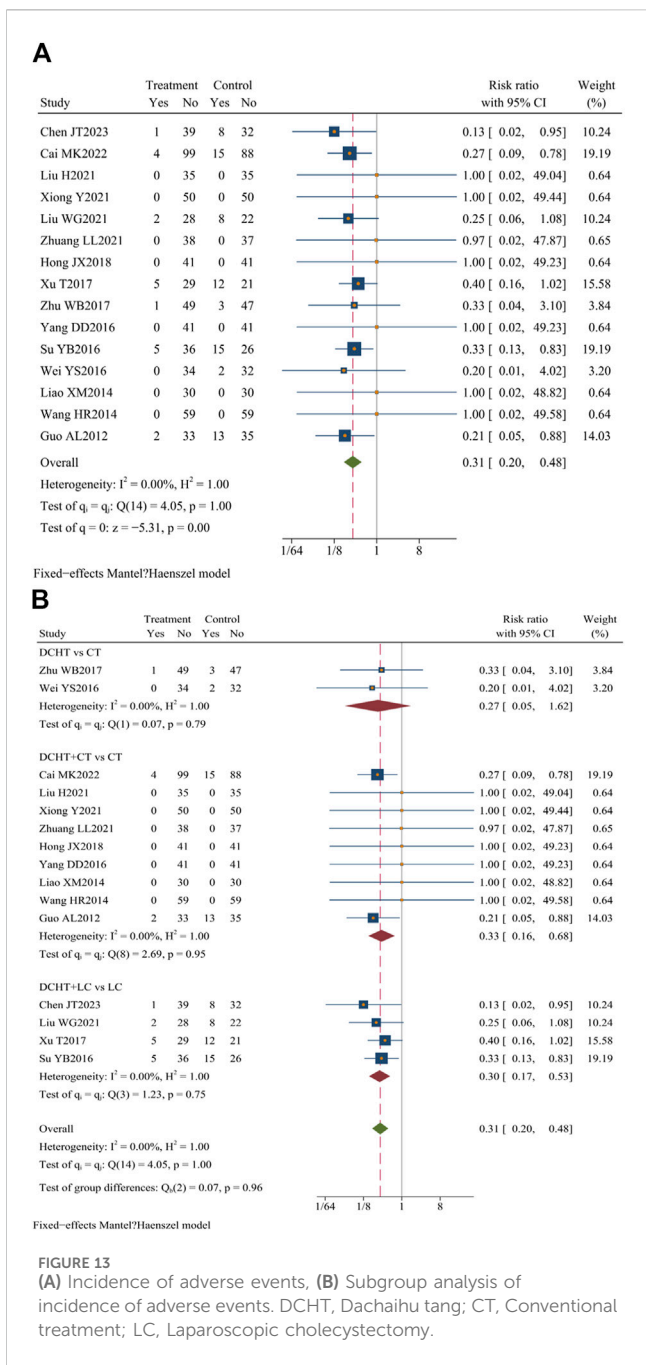 A
Treatment Control Risk ratio Weight
Study Yes No Yes No with 95% CI (%)
Chen JT2023 1 39 8 32 0.13 [ 0.02, 0.95] 10.24
Cai MK2022 4 99 15 88 0.27 [ 0.09, 0.78] 19.19
Liu H2021 0 35 0 35 1.00 [ 0.02, 49.04] 0.64
Xiong Y2021 0 50 0 50 1.00 [ 0.02, 49.44] 0.64
Liu WG2021 2 28 8 22 0.25 [ 0.06, 1.08] 10.24
Zhuang LL2021 0 38 0 37 0.97 [ 0.02, 47.87] 0.65
Hong JX2018 0 41 0 41 1.00 [ 0.02, 49.23] 0.64
Xu T2017 5 29 12 21 0.40 [ 0.16, 1.02] 15.58
Zhu WB2017 1 49 3 47 0.33 [ 0.04, 3.10] 3.84
Yang DD2016 0 41 0 41 1.00 [ 0.02, 49.23] 0.64
Su YB2016 5 36 15 26 0.33 [ 0.13, 0.83] 19.19
Wei YS2016 0 34 2 32 0.20 [ 0.01, 4.02] 3.20
Liao XM2014 0 30 0 30 1.00 [ 0.02, 48.82] 0.64
Wang HR2014 0 59 0 59 1.00 [ 0.02, 49.58] 0.64
Guo AL2012 2 33 13 35 0.21 [ 0.05, 0.88] 14.03
Overall 0.31 [ 0.20, 0.48]
Heterogeneity: I² = 0.00%, H² = 1.00
Test of qᵢ = qⱼ: Q(14) = 4.05, p = 1.00
Test of q = 0: z = −5.31, p = 0.00
1/64 1/8 1 8
Fixed−effects Mantel?Haenszel model
B
Treatment Control Risk ratio Weight
Study Yes No Yes No with 95% CI (%)
DCHT vs CT
Zhu WB2017 1 49 3 47 0.33 [ 0.04, 3.10] 3.84
Wei YS2016 0 34 2 32 0.20 [ 0.01, 4.02] 3.20
Heterogeneity: I² = 0.00%, H² = 1.00 0.27 [ 0.05, 1.62]
Test of qᵢ = qⱼ: Q(1) = 0.07, p = 0.79
DCHT+CT vs CT
Cai MK2022 4 99 15 88 0.27 [ 0.09, 0.78] 19.19
Liu H2021 0 35 0 35 1.00 [ 0.02, 49.04] 0.64
Xiong Y2021 0 50 0 50 1.00 [ 0.02, 49.44] 0.64
Zhuang LL2021 0 38 0 37 0.97 [ 0.02, 47.87] 0.65
Hong JX2018 0 41 0 41 1.00 [ 0.02, 49.23] 0.64
Yang DD2016 0 41 0 41 1.00 [ 0.02, 49.23] 0.64
Liao XM2014 0 30 0 30 1.00 [ 0.02, 48.82] 0.64
Wang HR2014 0 59 0 59 1.00 [ 0.02, 49.58] 0.64
Guo AL2012 2 33 13 35 0.21 [ 0.05, 0.88] 14.03
Heterogeneity: I² = 0.00%, H² = 1.00 0.33 [ 0.16, 0.68]
Test of qᵢ = qⱼ: Q(8) = 2.69, p = 0.95
DCHT+LC vs LC
Chen JT2023 1 39 8 32 0.13 [ 0.02, 0.95] 10.24
Liu WG2021 2 28 8 22 0.25 [ 0.06, 1.08] 10.24
Xu T2017 5 29 12 21 0.40 [ 0.16, 1.02] 15.58
Su YB2016 5 36 15 26 0.33 [ 0.13, 0.83] 19.19
Heterogeneity: I² = 0.00%, H² = 1.00 0.30 [ 0.17, 0.53]
Test of qᵢ = qⱼ: Q(3) = 1.23, p = 0.75
Overall 0.31 [ 0.20, 0.48]
Heterogeneity: I² = 0.00%, H² = 1.00
Test of qᵢ = qⱼ: Q(14) = 4.05, p = 1.00
Test of group differences: Q_b(2) = 0.07, p = 0.96
1/64 1/8 1 8
Fixed−effects Mantel?Haenszel model
FIGURE 13
(A) Incidence of adverse events, (B) Subgroup analysis of
incidence of adverse events. DCHT, Dachaihu tang; CT, Conventional
treatment; LC, Laparoscopic cholecystectomy.